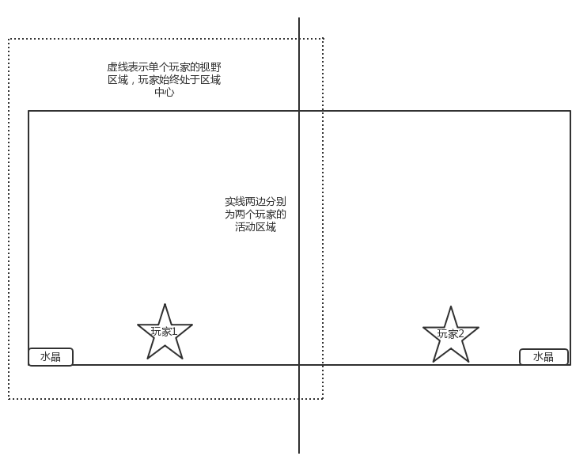 虚线表示单个玩家的视野
区域，玩家始终处于区域
中心
实线两边分别
为两个玩家的
活动区域
玩家1
玩家2
水晶
水晶